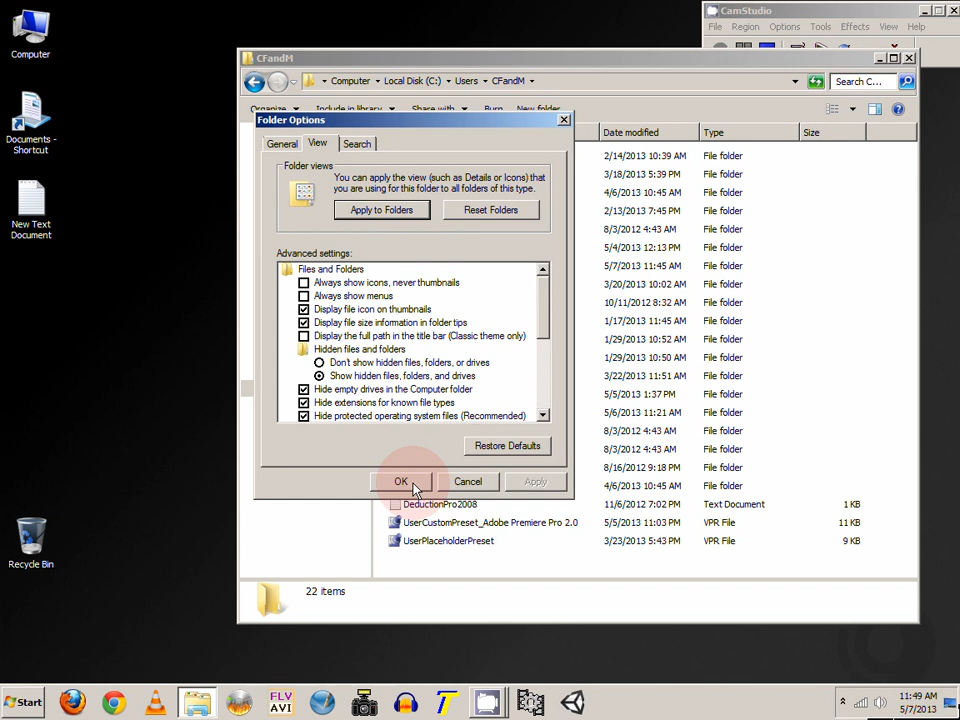 Computer
Documents - Shortcut
New Text Document
Recycle Bin
CamStudio
File Region Options Tools Effects View Help
CFandM
Computer Local Disk (C:) Users CFandM
Search C...
Organize Include in library Share with Burn New folder
Date modified Type Size
Folder Options
General View Search
Folder views
You can apply the view (such as Details or Icons) that
you are using for this folder to all folders of this type.
Apply to Folders Reset Folders
Advanced settings:
Files and Folders
Always show icons, never thumbnails
Always show menus
Display file icon on thumbnails
Display file size information in folder tips
Display the full path in the title bar (Classic theme only)
Hidden files and folders
Don't show hidden files, folders, or drives
Show hidden files, folders, and drives
Hide empty drives in the Computer folder
Hide extensions for known file types
Hide protected operating system files (Recommended)
Restore Defaults
OK Cancel Apply
2/14/2013 10:39 AM File folder
3/18/2013 5:39 PM File folder
4/6/2013 10:45 AM File folder
2/13/2013 7:45 PM File folder
8/3/2012 4:43 AM File folder
5/4/2013 12:13 PM File folder
5/7/2013 11:45 AM File folder
3/20/2013 10:02 AM File folder
10/11/2012 8:32 AM File folder
1/17/2013 11:45 AM File folder
1/29/2013 10:52 AM File folder
1/29/2013 10:50 AM File folder
3/22/2013 11:51 AM File folder
5/5/2013 1:37 PM File folder
5/6/2013 11:21 AM File folder
8/3/2012 4:43 AM File folder
8/3/2012 4:43 AM File folder
8/16/2012 9:18 PM File folder
4/6/2013 10:45 AM File folder
DeductionPro2008 11/6/2012 7:02 PM Text Document 1 KB
UserCustomPreset_Adobe Premiere Pro 2.0 5/5/2013 11:03 PM VPR File 11 KB
UserPlaceholderPreset 3/23/2013 5:43 PM VPR File 9 KB
22 items
Start
FLV
AVI
T
11:49 AM
5/7/2013